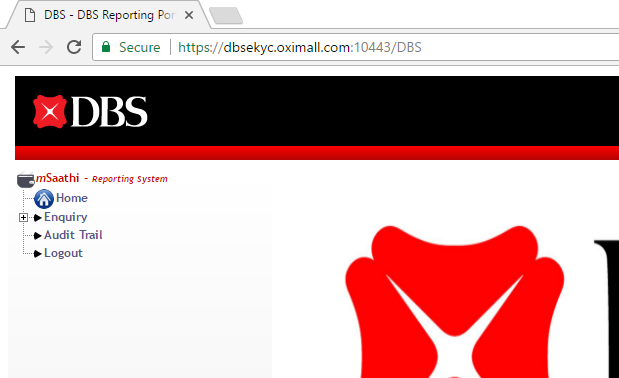 DBS - DBS Reporting Por
Secure https://dbsekyc.oximall.com:10443/DBS
DBS
mSaathi - Reporting System
Home
Enquiry
Audit Trail
Logout